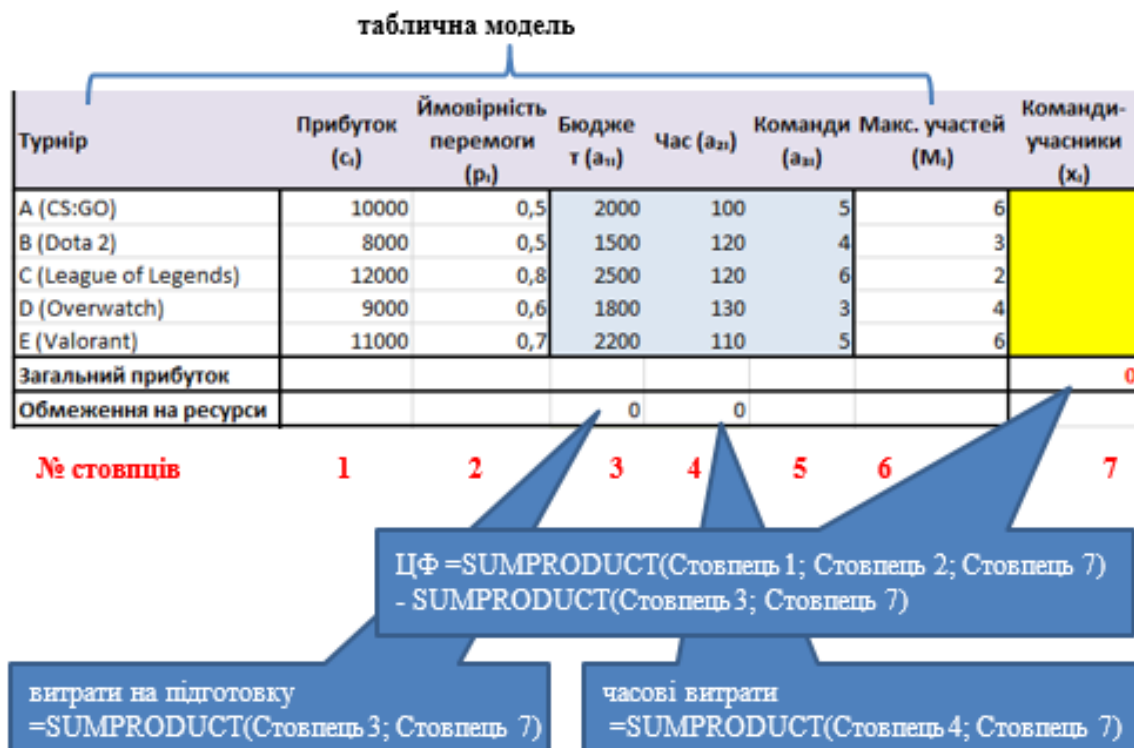 таблична модель
Турнір Прибуток (cᵢ) Ймовірність перемоги (pᵢ) Бюджет (a₁ᵢ) Час (a₂ᵢ) Команди (a₃ᵢ) Макс. участей (Mᵢ) Команди-учасники (xᵢ)
A (CS:GO) 10000 0,5 2000 100 5 6
B (Dota 2) 8000 0,5 1500 120 4 3
C (League of Legends) 12000 0,8 2500 120 6 2
D (Overwatch) 9000 0,6 1800 130 3 4
E (Valorant) 11000 0,7 2200 110 5 6
Загальний прибуток 0
Обмеження на ресурси 0 0
№ стовпців 1 2 3 4 5 6 7
ЦФ =SUMPRODUCT(Стовпець 1; Стовпець 2; Стовпець 7)
- SUMPRODUCT(Стовпець 3; Стовпець 7)
витрати на підготовку
=SUMPRODUCT(Стовпець 3; Стовпець 7)
часові витрати
=SUMPRODUCT(Стовпець 4; Стовпець 7)